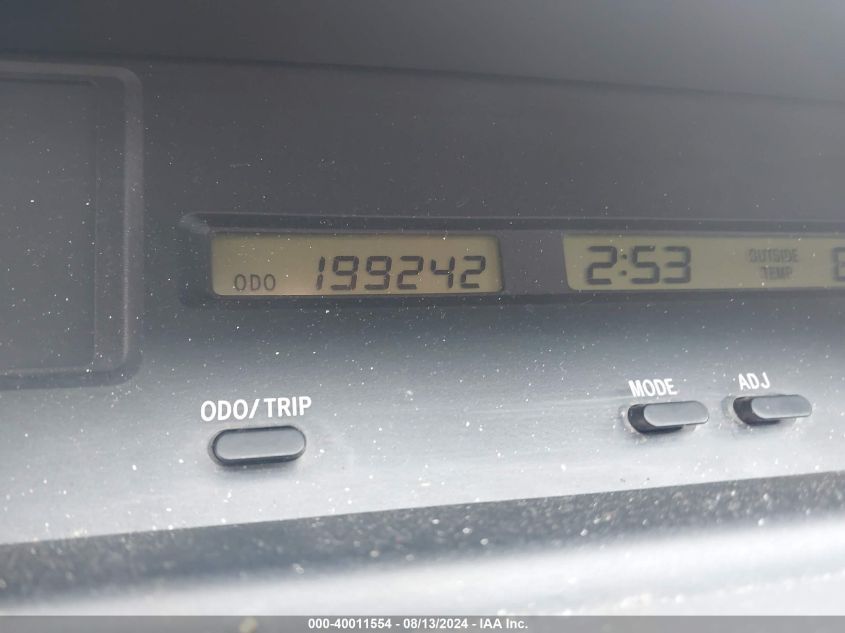 ODO 199242
2:53 OUTSIDE TEMP
ODO/TRIP
MODE
ADJ
000-40011554 - 08/13/2024 - IAA Inc.